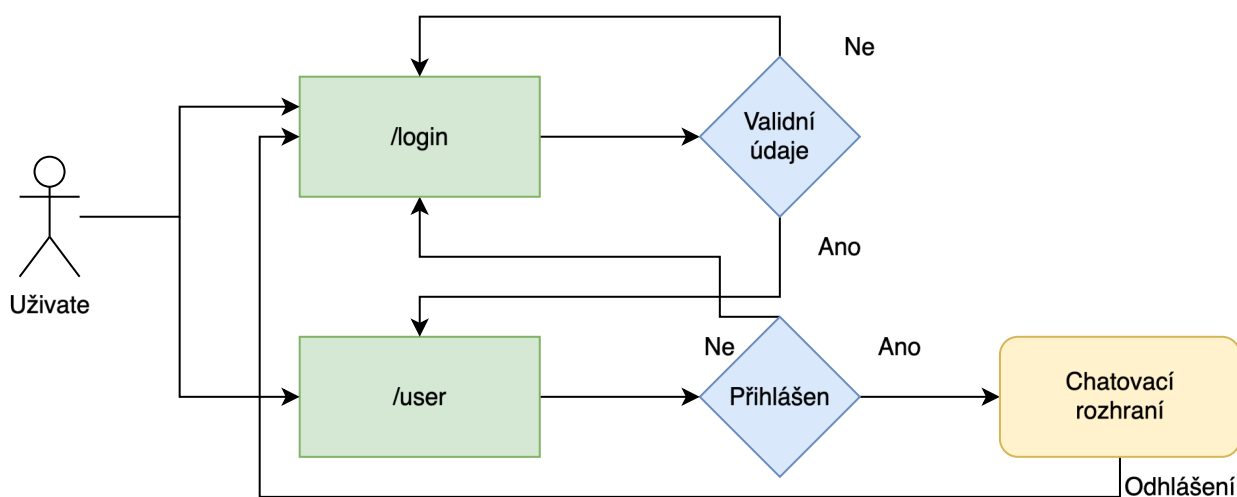 Ne
/login
Validní
údaje
Ano
Uživate
/user
Ne
Přihlášen
Ano
Chatovací
rozhraní
Odhlášení